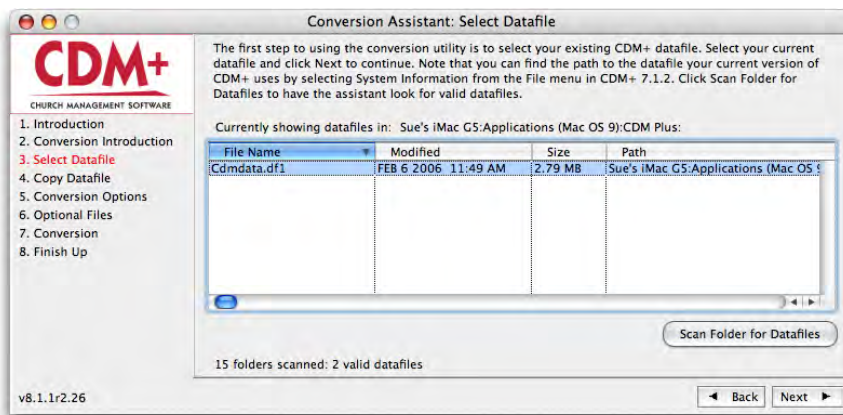 Conversion Assistant: Select Datafile
CDM+
CHURCH MANAGEMENT SOFTWARE
1. Introduction
2. Conversion Introduction
3. Select Datafile
4. Copy Datafile
5. Conversion Options
6. Optional Files
7. Conversion
8. Finish Up
v8.1.1r2.26
The first step to using the conversion utility is to select your existing CDM+ datafile. Select your current
datafile and click Next to continue. Note that you can find the path to the datafile your current version of
CDM+ uses by selecting System Information from the File menu in CDM+ 7.1.2. Click Scan Folder for
Datafiles to have the assistant look for valid datafiles.
Currently showing datafiles in: Sue's iMac G5:Applications (Mac OS 9):CDM Plus:
File Name Modified Size Path
Cdmdata.df1 FEB 6 2006 11:49 AM 2.79 MB Sue's iMac G5:Applications (Mac OS
Scan Folder for Datafiles
15 folders scanned: 2 valid datafiles
Back Next